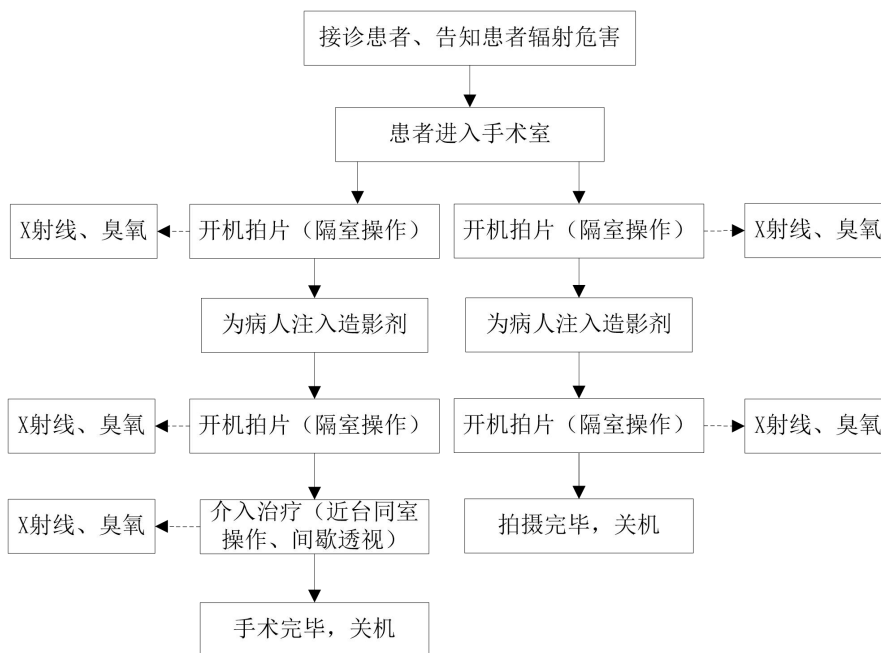 接诊患者、告知患者辐射危害
患者进入手术室
X射线、臭氧
开机拍片（隔室操作）
开机拍片（隔室操作）
X射线、臭氧
为病人注入造影剂
为病人注入造影剂
X射线、臭氧
开机拍片（隔室操作）
开机拍片（隔室操作）
X射线、臭氧
X射线、臭氧
介入治疗（近台同室
操作、间歇透视）
拍摄完毕，关机
手术完毕，关机